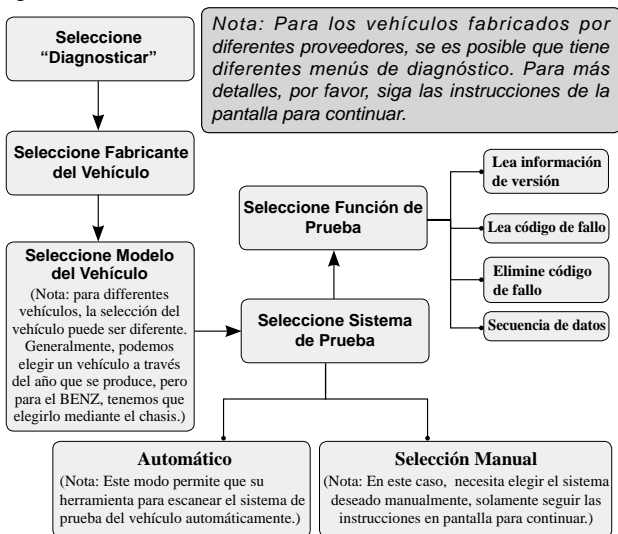 Seleccione
“Diagnosticar”
Nota: Para los vehículos fabricados por
diferentes proveedores, se es posible que tiene
diferentes menús de diagnóstico. Para más
detalles, por favor, siga las instrucciones de la
pantalla para continuar.
Seleccione Fabricante
del Vehículo
Seleccione Modelo
del Vehículo
(Nota: para differentes
vehículos, la selección del
vehículo puede ser diferente.
Generalmente, podemos
elegir un vehículo a través
del año que se produce, pero
para el BENZ, tenemos que
elegirlo mediante el chasis.)
Seleccione Función de
Prueba
Seleccione Sistema
de Prueba
Lea información
de versión
Lea código de fallo
Elimine código
de fallo
Secuencia de datos
Automático
(Nota: Este modo permite que su
herramienta para escanear el sistema de
prueba del vehículo automáticamente.)
Selección Manual
(Nota: En este caso, necesita elegir el sistema
deseado manualmente, solamente seguir las
instrucciones en pantalla para continuar.)